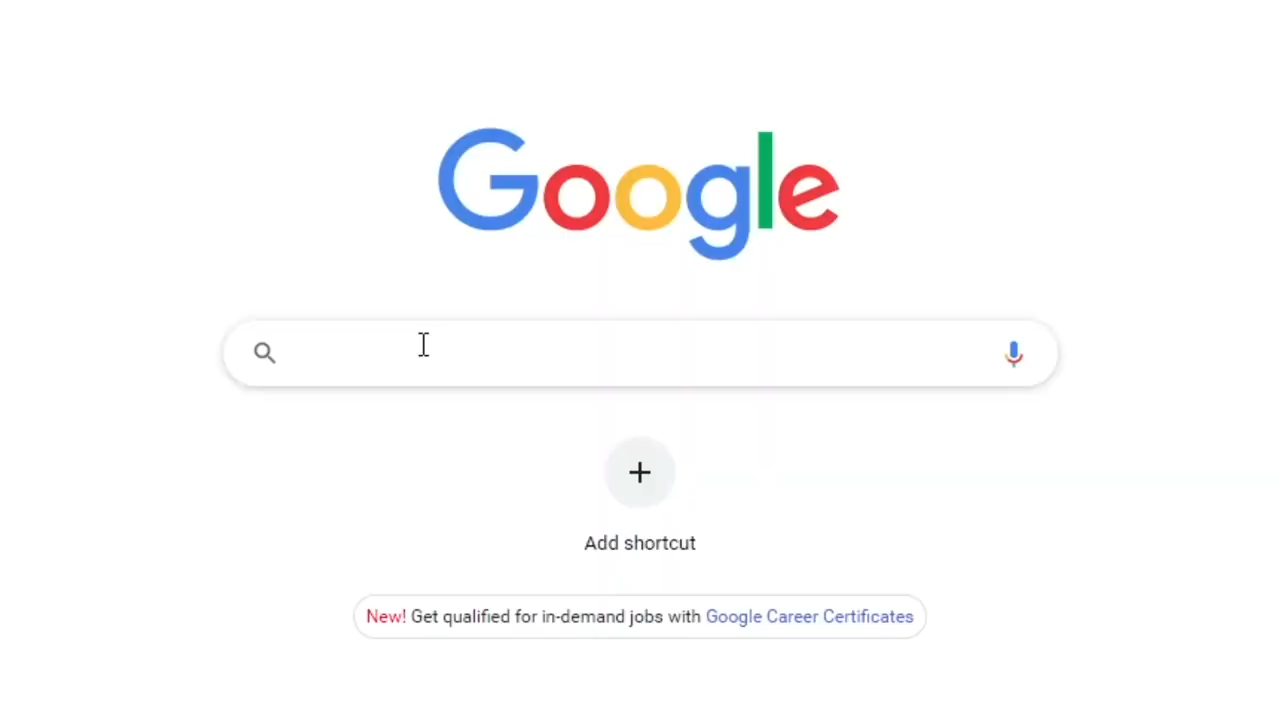 Google
Add shortcut
New! Get qualified for in-demand jobs with Google Career Certificates